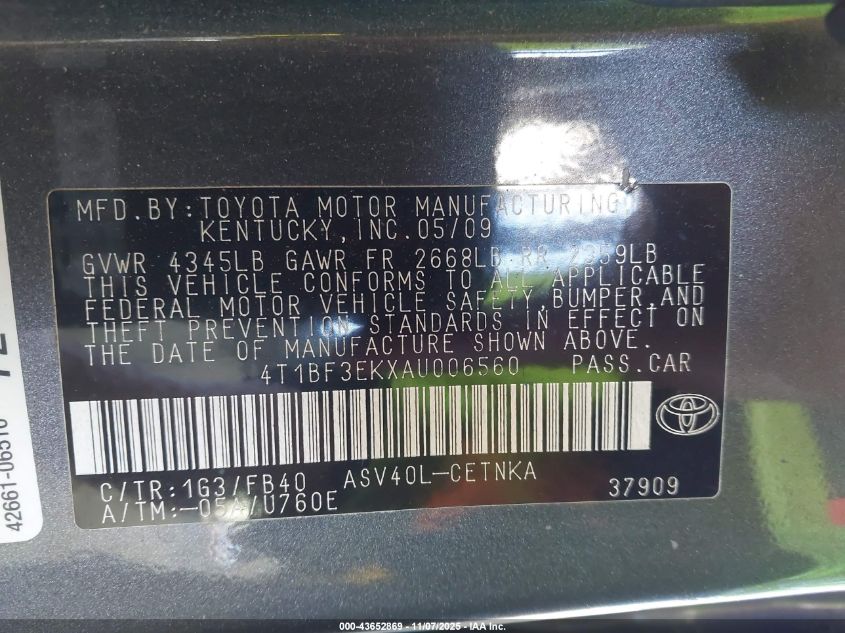 MFD. BY: TOYOTA MOTOR MANUFACTURING
KENTUCKY, INC. 05/09
GVWR 4345LB GAWR FR 2668LB RR 2359LB
THIS VEHICLE CONFORMS TO ALL APPLICABLE
FEDERAL MOTOR VEHICLE SAFETY, BUMPER, AND
THEFT PREVENTION STANDARDS IN EFFECT ON
THE DATE OF MANUFACTURE SHOWN ABOVE.
4T1BF3EKXAU006560 PASS. CAR
C/TR: 1G3/FB40 ASV40L-CETNKA
A/TM: -05A/U760E 37909
42661-06510
000-43652869 - 11/07/2025 - IAA Inc.